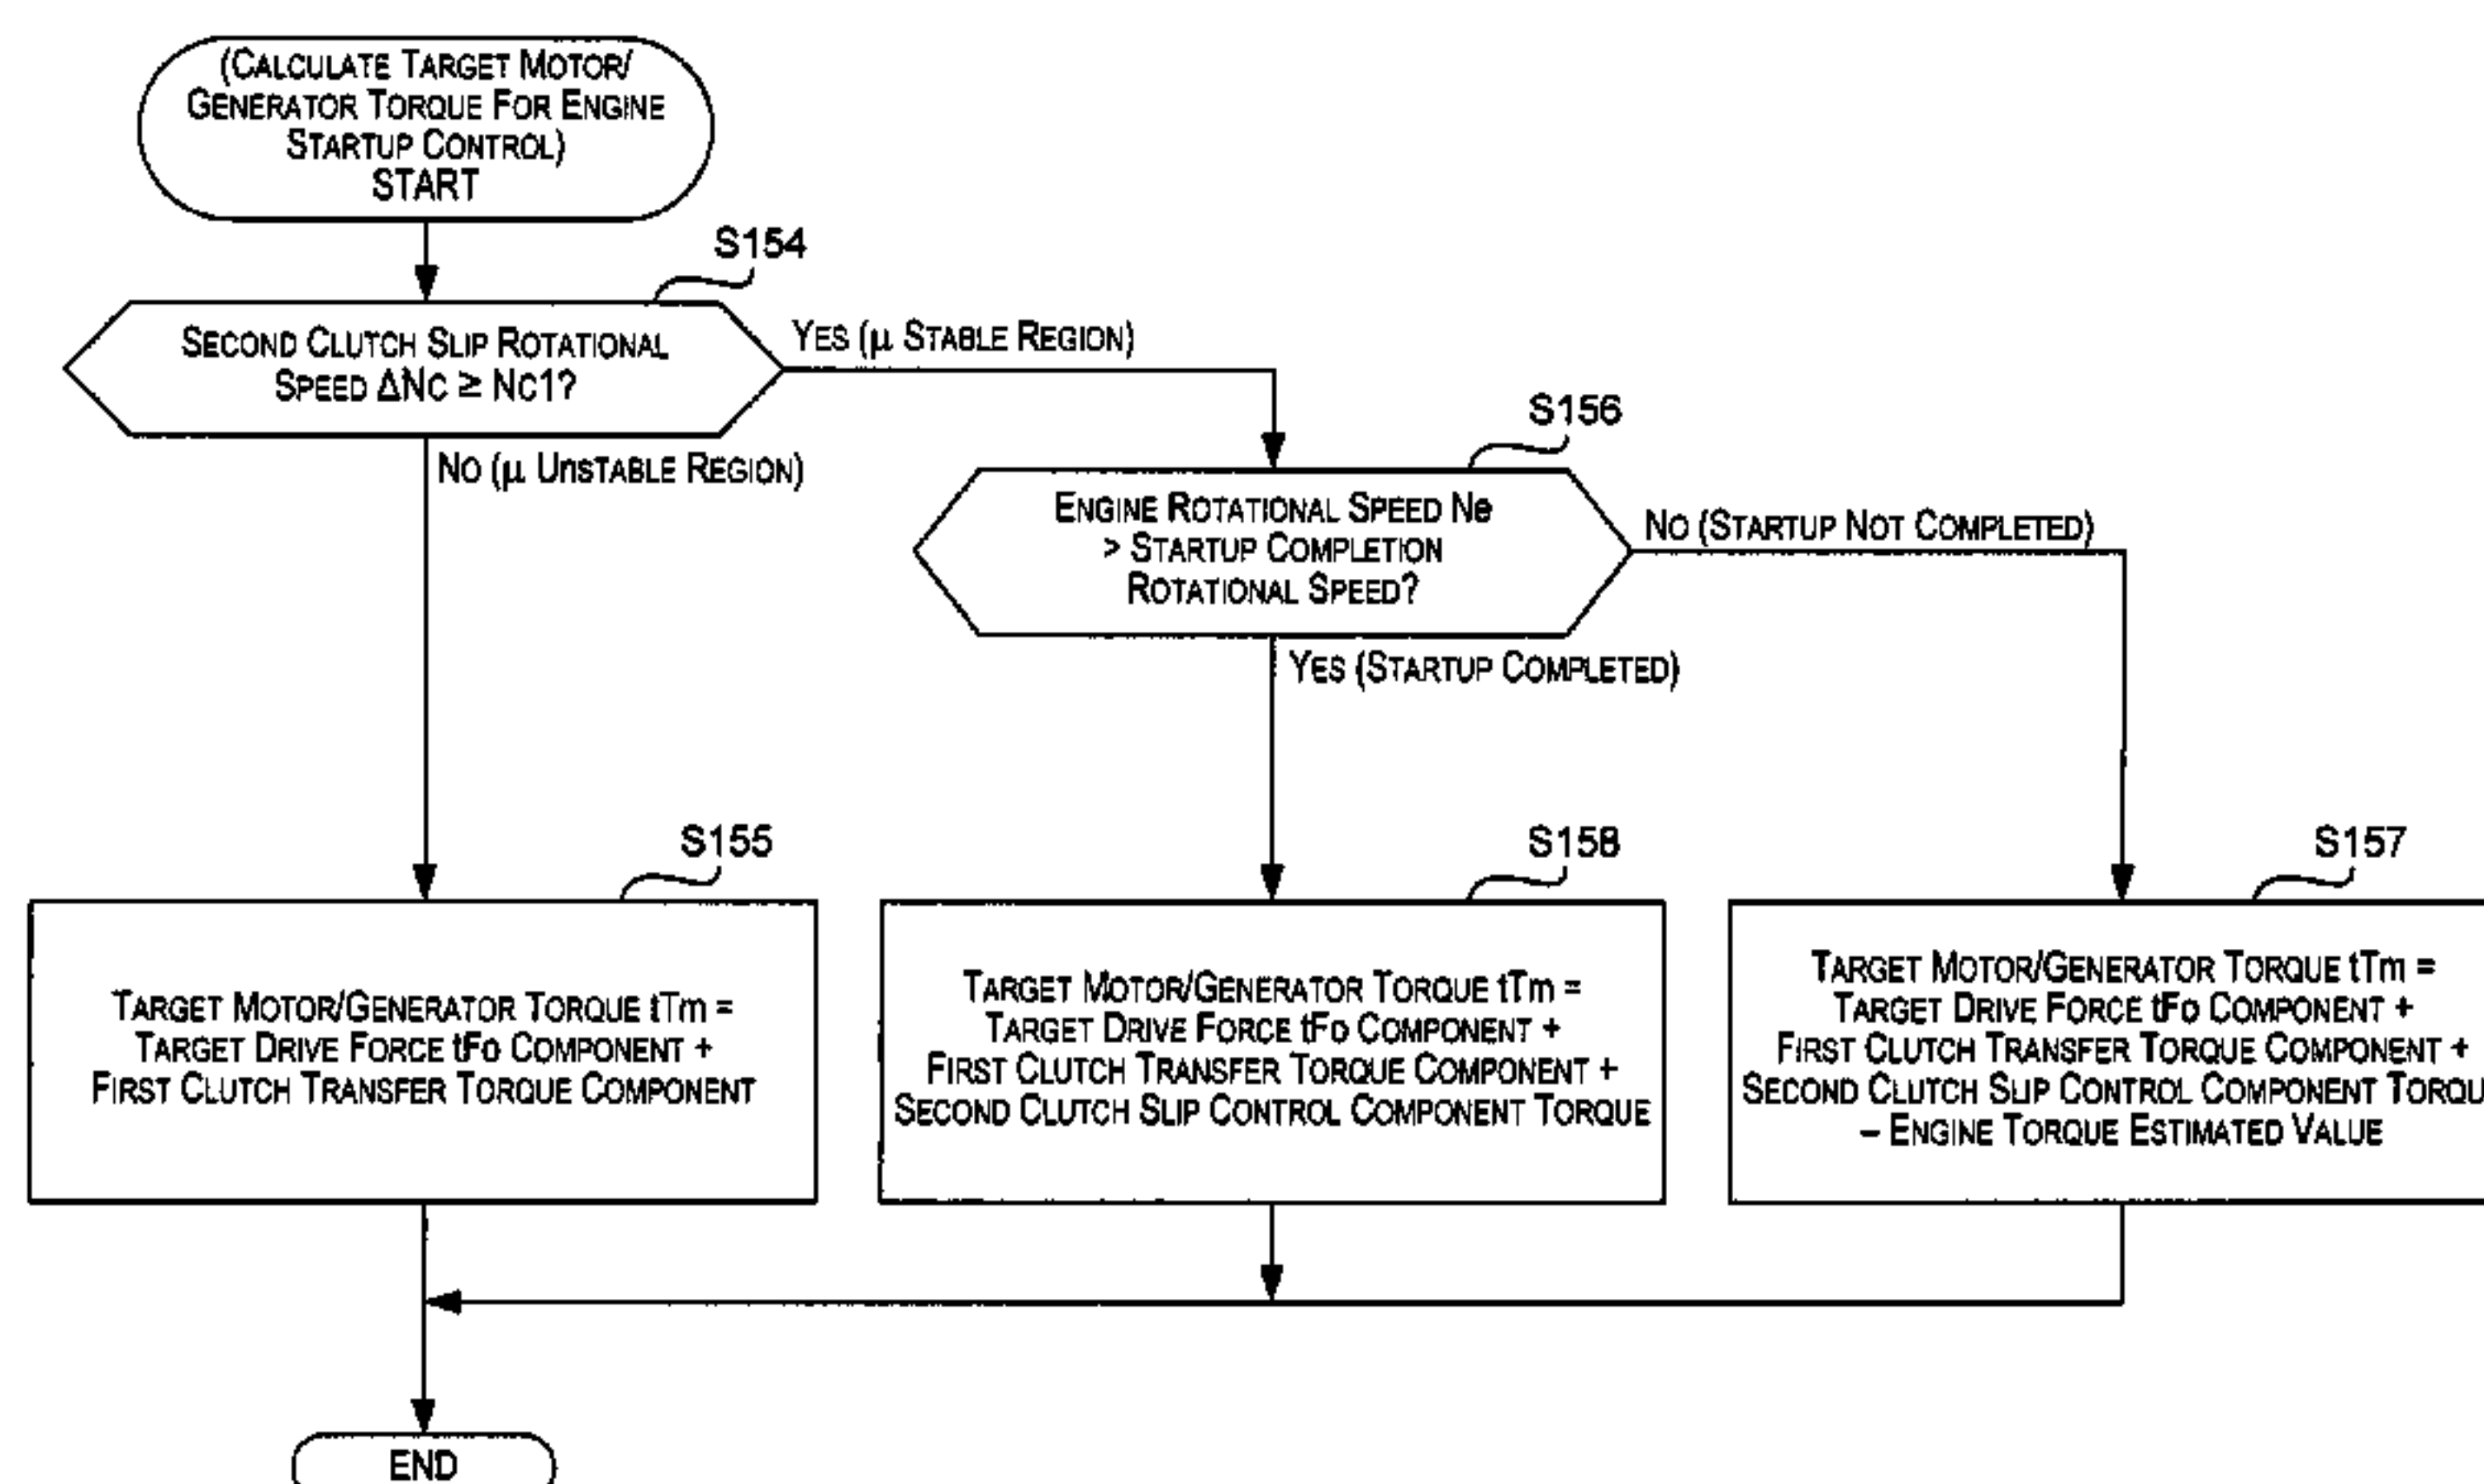 (CALCULATE TARGET MOTOR/
GENERATOR TORQUE FOR ENGINE
STARTUP CONTROL)
START
S154
SECOND CLUTCH SLIP ROTATIONAL
SPEED ΔNC ≥ NC1?
YES (μ STABLE REGION)
NO (μ UnSTABLE REGION)
S156
ENGINE ROTATIONAL SPEED Ne
> STARTUP COMPLETION
ROTATIONAL SPEED?
NO (STARTUP NOT COMPLETED)
YES (STARTUP COMPLETED)
S155
TARGET MOTOR/GENERATOR TORQUE tTm =
TARGET DRIVE FORCE tFo COMPONENT +
FIRST CLUTCH TRANSFER TORQUE COMPONENT
S158
TARGET MOTOR/GENERATOR TORQUE tTm =
TARGET DRIVE FORCE tFo COMPONENT +
FIRST CLUTCH TRANSFER TORQUE COMPONENT +
SECOND CLUTCH SLIP CONTROL COMPONENT TORQUE
S157
TARGET MOTOR/GENERATOR TORQUE tTm =
TARGET DRIVE FORCE tFo COMPONENT +
FIRST CLUTCH TRANSFER TORQUE COMPONENT +
SECOND CLUTCH SLIP CONTROL COMPONENT TORQU
– ENGINE TORQUE ESTIMATED VALUE
END